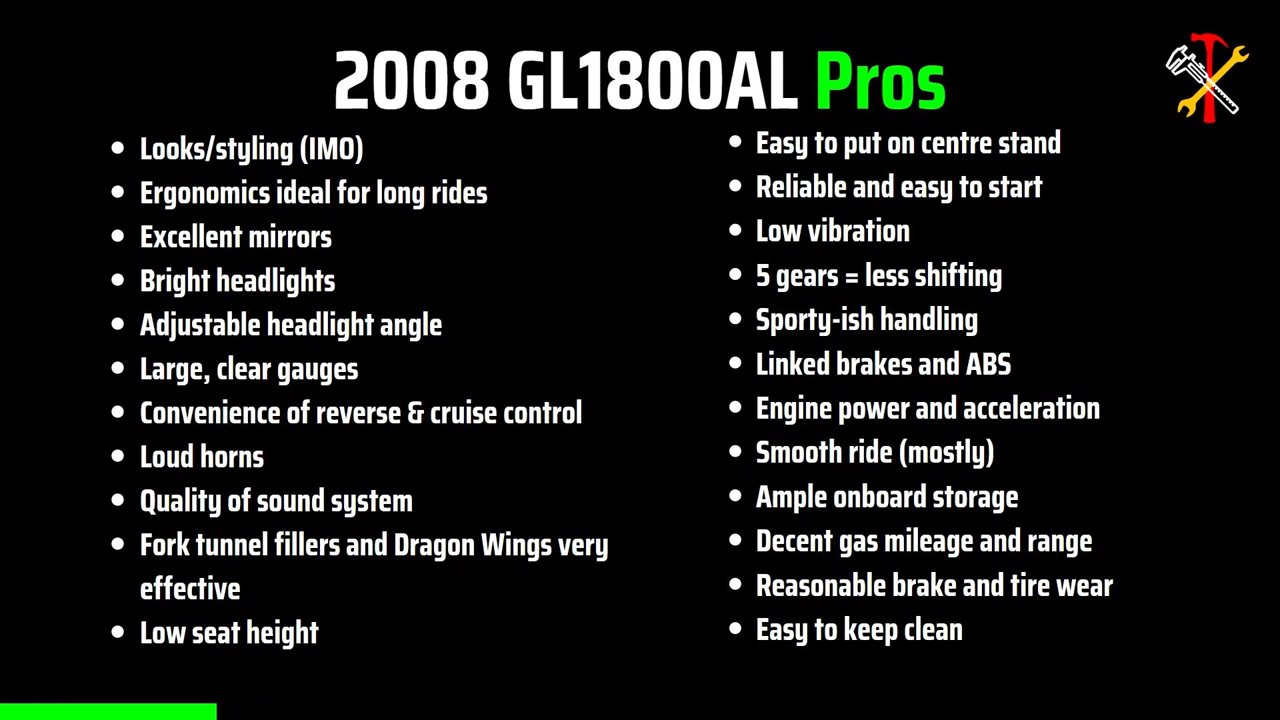 2008 GL1800AL Pros
Looks/styling (IMO)
Ergonomics ideal for long rides
Excellent mirrors
Bright headlights
Adjustable headlight angle
Large, clear gauges
Convenience of reverse & cruise control
Loud horns
Quality of sound system
Fork tunnel fillers and Dragon Wings very
effective
Low seat height
Easy to put on centre stand
Reliable and easy to start
Low vibration
5 gears = less shifting
Sporty-ish handling
Linked brakes and ABS
Engine power and acceleration
Smooth ride (mostly)
Ample onboard storage
Decent gas mileage and range
Reasonable brake and tire wear
Easy to keep clean